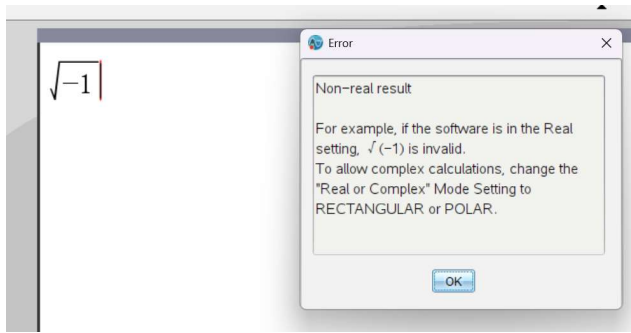 √-1
Error
Non-real result
For example, if the software is in the Real
setting, √(-1) is invalid.
To allow complex calculations, change the
"Real or Complex" Mode Setting to
RECTANGULAR or POLAR.
OK